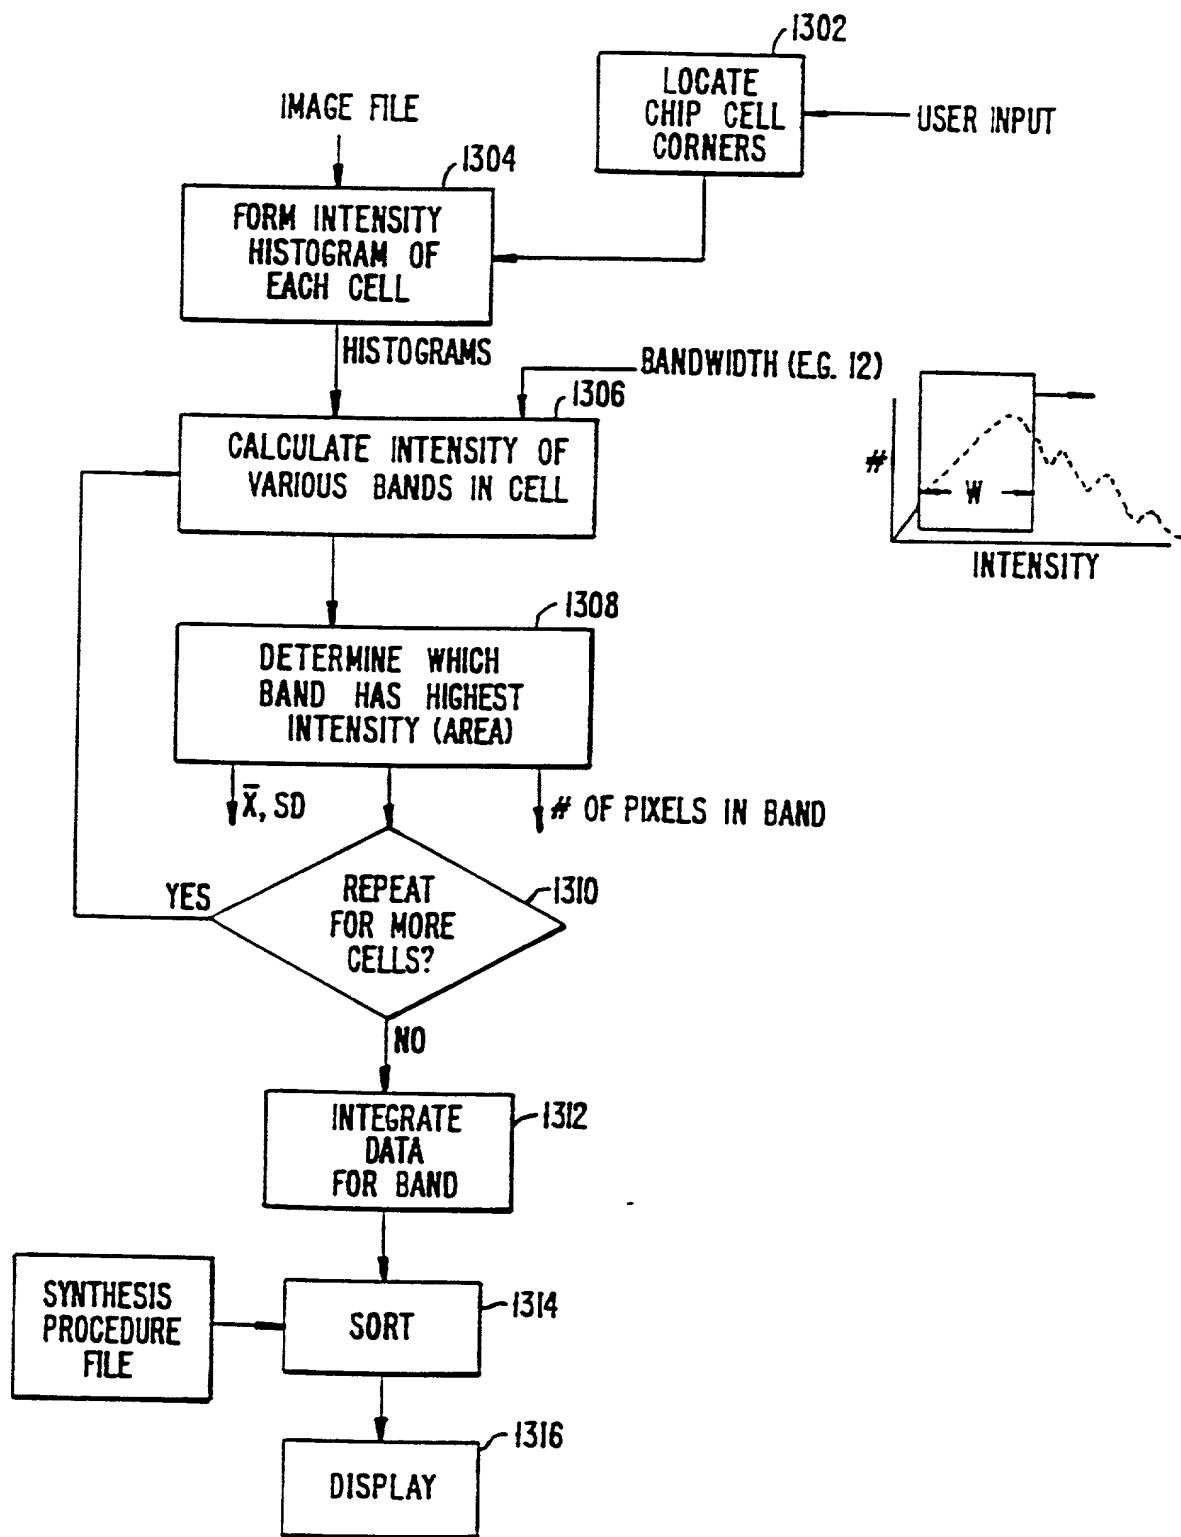 1302
LOCATE
CHIP CELL
CORNERS
USER INPUT
IMAGE FILE
1304
FORM INTENSITY
HISTOGRAM OF
EACH CELL
HISTOGRAMS
BANDWIDTH (E.G. 12)
1306
CALCULATE INTENSITY OF
VARIOUS BANDS IN CELL
#
W
INTENSITY
1308
DETERMINE WHICH
BAND HAS HIGHEST
INTENSITY (AREA)
X̅, SD
# OF PIXELS IN BAND
YES
REPEAT
FOR MORE
CELLS?
1310
NO
1312
INTEGRATE
DATA
FOR BAND
SYNTHESIS
PROCEDURE
FILE
1314
SORT
1316
DISPLAY